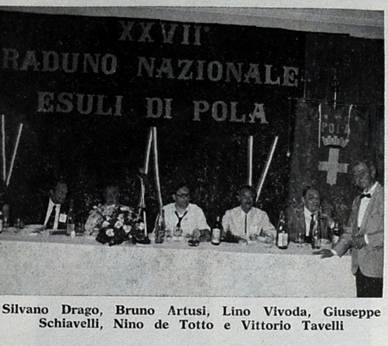 XXVII°
RADUNO NAZIONALE
ESULI DI POLA
POLA
Silvano Drago, Bruno Artusi, Lino Vivoda, Giuseppe
Schiavelli, Nino de Totto e Vittorio Tavelli